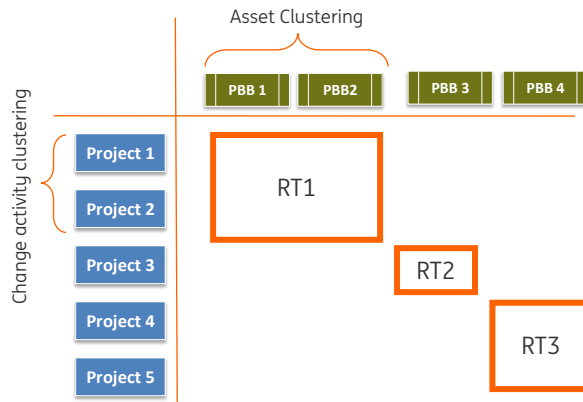 Asset Clustering
PBB 1
PBB2
PBB 3
PBB 4
Change activity clustering
Project 1
Project 2
Project 3
Project 4
Project 5
RT1
RT2
RT3